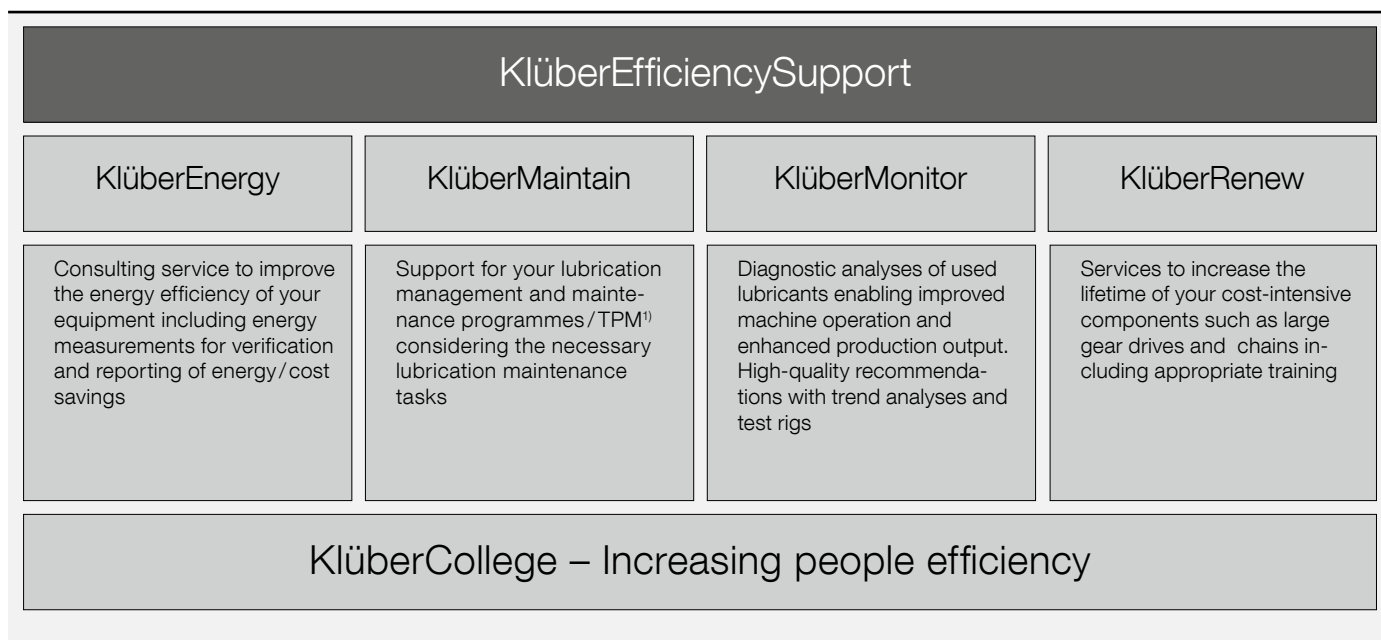 KlüberEfficiencySupport
KlüberEnergy
KlüberMaintain
KlüberMonitor
KlüberRenew
Consulting service to improve
the energy efficiency of your
equipment including energy
measurements for verification
and reporting of energy/cost
savings
Support for your lubrication
management and mainte-
nance programmes/TPM¹⁾
considering the necessary
lubrication maintenance
tasks
Diagnostic analyses of used
lubricants enabling improved
machine operation and
enhanced production output.
High-quality recommenda-
tions with trend analyses and
test rigs
Services to increase the
lifetime of your cost-intensive
components such as large
gear drives and chains in-
cluding appropriate training
KlüberCollege – Increasing people efficiency